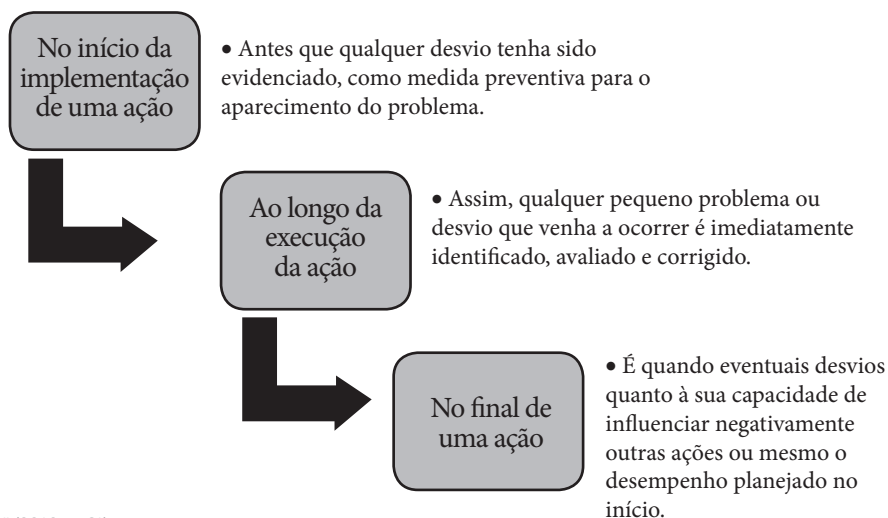 No início da
implementação
de uma ação
• Antes que qualquer desvio tenha sido
evidenciado, como medida preventiva para o
aparecimento do problema.
Ao longo da
execução
da ação
• Assim, qualquer pequeno problema ou
desvio que venha a ocorrer é imediatamente
identificado, avaliado e corrigido.
No final de
uma ação
• É quando eventuais desvios
quanto à sua capacidade de
influenciar negativamente
outras ações ou mesmo o
desempenho planejado no
início.